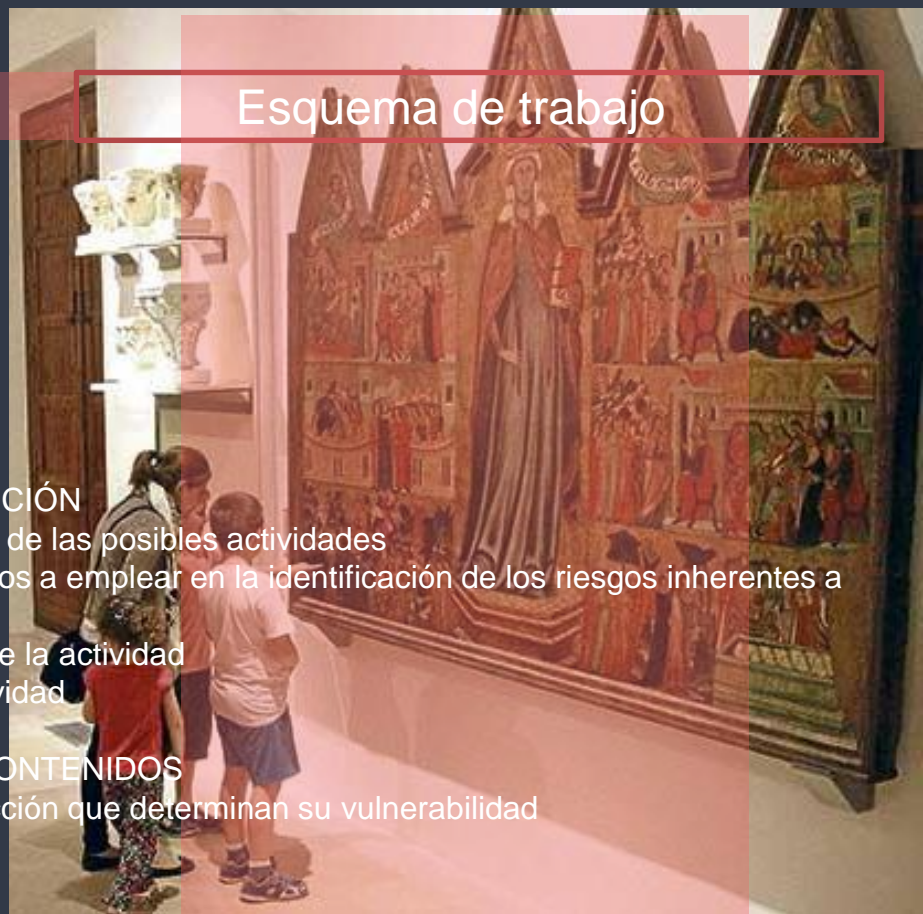 Esquema de trabajo
CIÓN
de las posibles actividades
os a emplear en la identificación de los riesgos inherentes a
e la actividad
vidad
ONTENIDOS
ción que determinan su vulnerabilidad